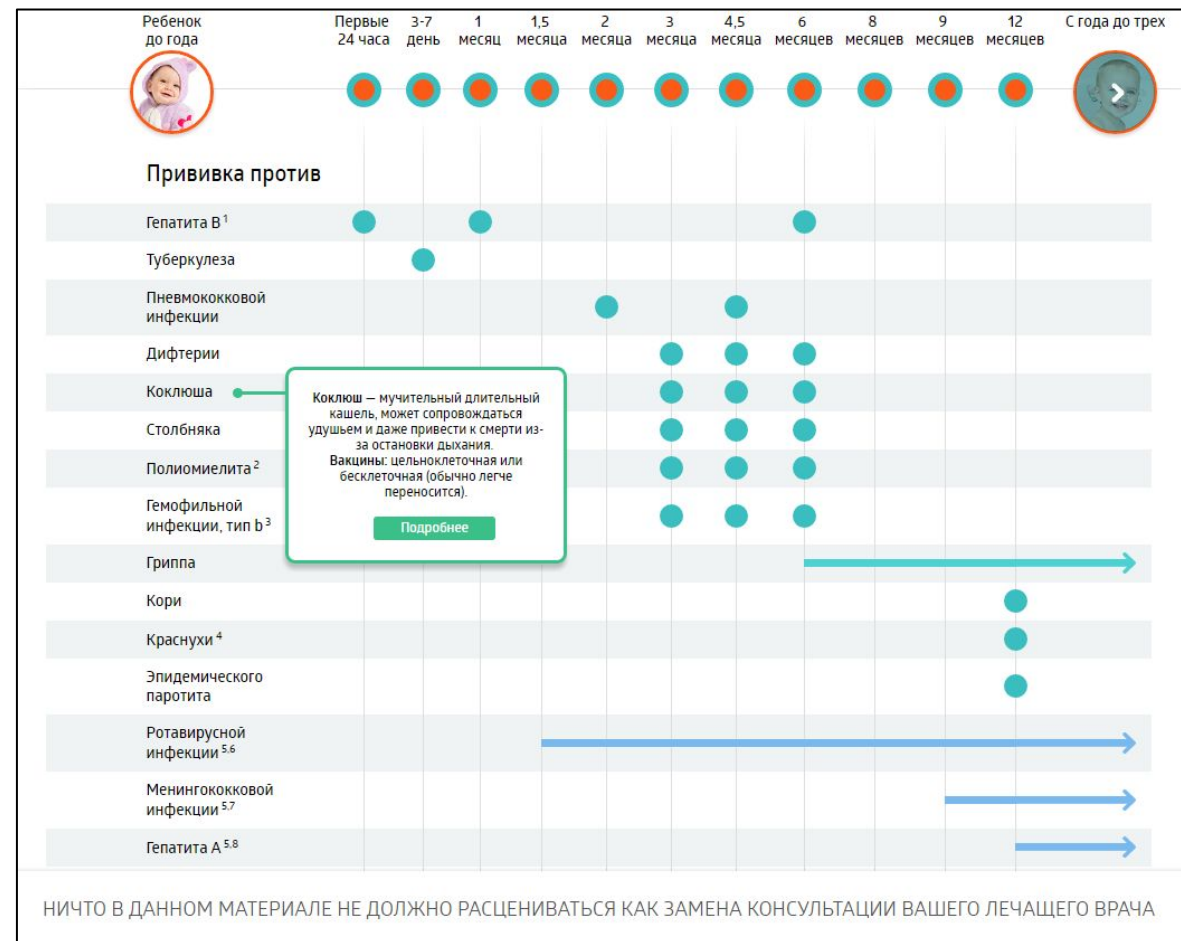 Ребенок
до года
Первые
24 часа
3-7
день
1
месяц
1,5
месяца
2
месяца
3
месяца
4,5
месяца
6
месяцев
8
месяцев
9
месяцев
12
месяцев
С года до трех
Прививка против
Гепатита В 1
Туберкулеза
Пневмококковой
инфекции
Дифтерии
Коклюша
Столбняка
Полиомиелита 2
Гемофильной
инфекции, тип b 3
Гриппа
Кори
Краснухи 4
Эпидемического
паротита
Ротавирусной
инфекции 5,6
Менингококковой
инфекции 5,7
Гепатита А 5,8
Коклюш — мучительный длительный
кашель, может сопровождаться
удушьем и даже привести к смерти из-
за остановки дыхания.
Вакцины: цельноклеточная или
бесклеточная (обычно легче
переносится).
Подробнее
НИЧТО В ДАННОМ МАТЕРИАЛЕ НЕ ДОЛЖНО РАСЦЕНИВАТЬСЯ КАК ЗАМЕНА КОНСУЛЬТАЦИИ ВАШЕГО ЛЕЧАЩЕГО ВРАЧА